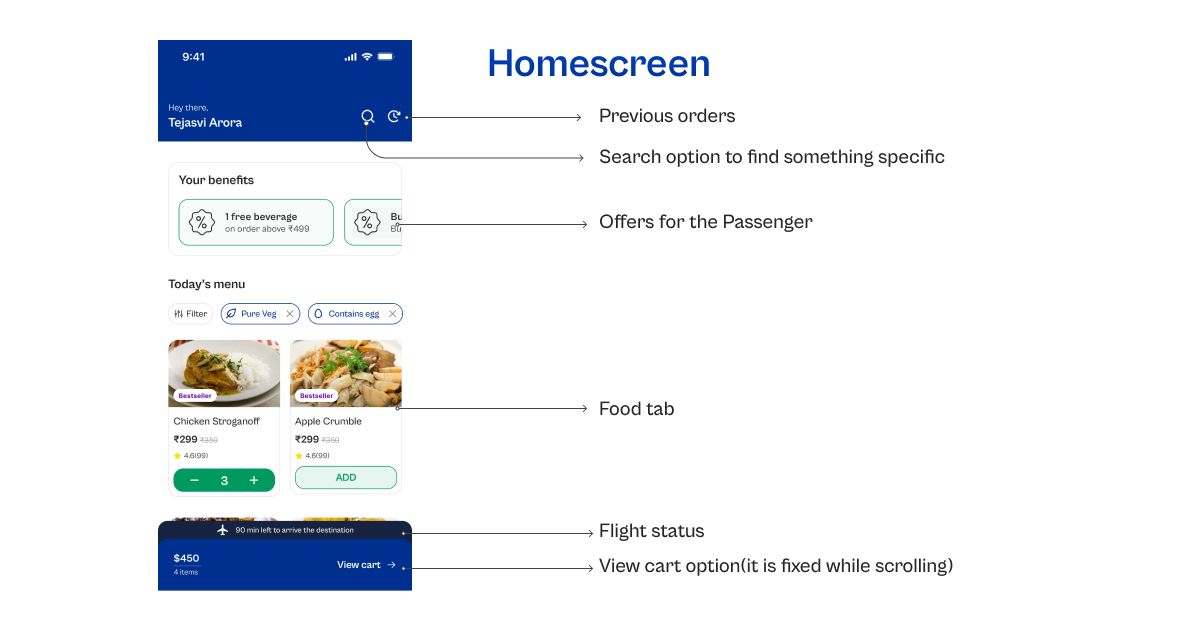 9:41
Homescreen
Hey there,
Tejasvi Arora
Previous orders
Search option to find something specific
Your benefits
1 free beverage
on order above ₹499
Bu
Bu
Offers for the Passenger
Today's menu
Filter
Pure Veg
Contains egg
Bestseller
Bestseller
Chicken Stroganoff
₹299 ₹350
4.6(99)
3
Apple Crumble
₹299 ₹350
4.6(99)
ADD
Food tab
90 min left to arrive the destination
Flight status
$450
4 items
View cart
View cart option(it is fixed while scrolling)